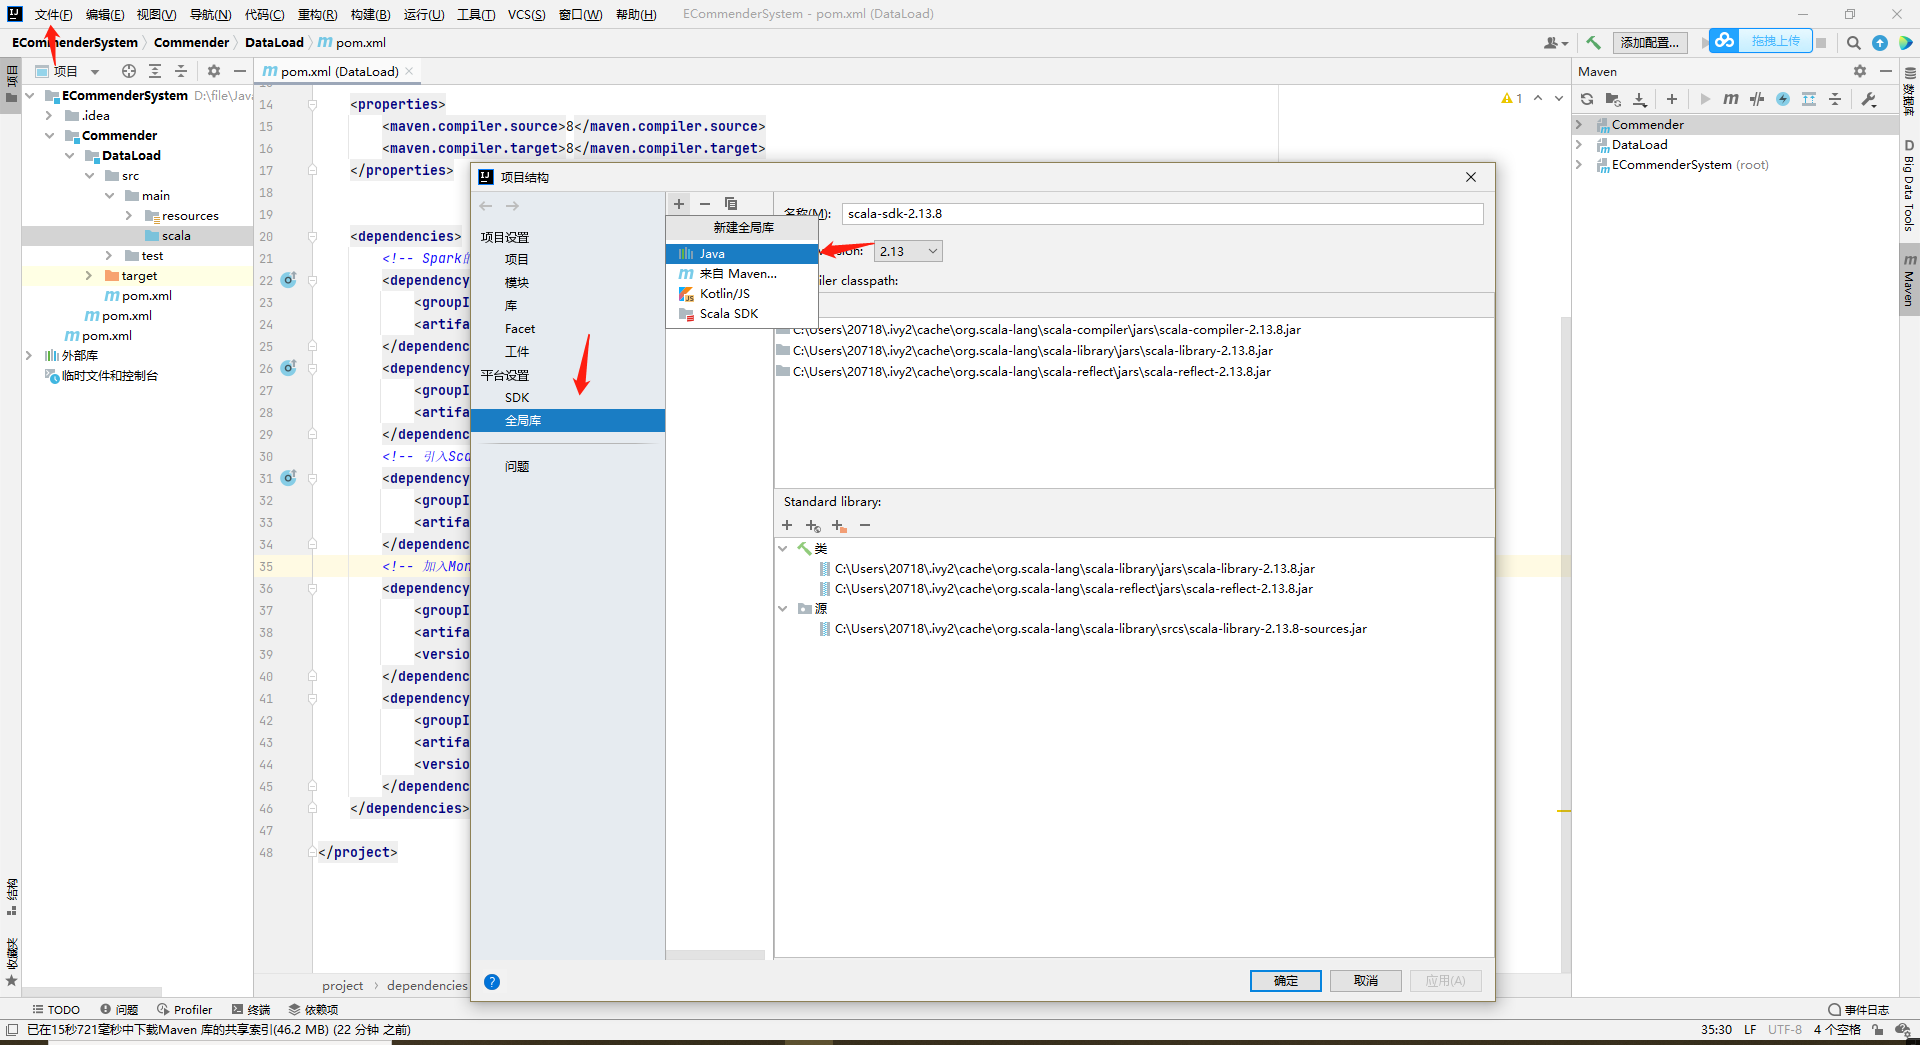 文件(F) 编辑(E) 视图(V) 导航(N) 代码(C) 重构(R) 构建(B) 运行(U) 工具(T) VCS(S) 窗口(W) 帮助(H) ECommenderSystem - pom.xml (DataLoad)
ECommenderSystem Commender DataLoad pom.xml
添加配置...
拖拽上传
项目
项目
pom.xml (DataLoad)
ECommenderSystem D:\file\Java
.idea
Commender
DataLoad
src
main
resources
scala
test
target
pom.xml
pom.xml
pom.xml
外部库
临时文件和控制台
14 <properties>
15 <maven.compiler.source>8</maven.compiler.source>
16 <maven.compiler.target>8</maven.compiler.target>
17 </properties>
18
19
20 <dependencies>
21 <!-- Spark的
22 <dependency
23 <groupI
24 <artifa
25 </dependenc
26 <dependency
27 <groupI
28 <artifa
29 </dependenc
30 <!-- 引入Sca
31 <dependency
32 <groupI
33 <artifa
34 </dependenc
35 <!-- 加入Mon
36 <dependency
37 <groupI
38 <artifa
39 <versio
40 </dependenc
41 <dependency
42 <groupI
43 <artifa
44 <versio
45 </dependenc
46 </dependencies>
47
48 </project>
1
project dependencies
项目结构
项目设置
项目
模块
库
Facet
工件
平台设置
SDK
全局库
问题
新建全局库
Java
来自 Maven...
Kotlin/JS
Scala SDK
名称(M): scala-sdk-2.13.8
2.13
classpath:
C:\Users\20718\.ivy2\cache\org.scala-lang\scala-compiler\jars\scala-compiler-2.13.8.jar
C:\Users\20718\.ivy2\cache\org.scala-lang\scala-library\jars\scala-library-2.13.8.jar
C:\Users\20718\.ivy2\cache\org.scala-lang\scala-reflect\jars\scala-reflect-2.13.8.jar
Standard library:
类
C:\Users\20718\.ivy2\cache\org.scala-lang\scala-library\jars\scala-library-2.13.8.jar
C:\Users\20718\.ivy2\cache\org.scala-lang\scala-reflect\jars\scala-reflect-2.13.8.jar
源
C:\Users\20718\.ivy2\cache\org.scala-lang\scala-library\srcs\scala-library-2.13.8-sources.jar
确定 取消 应用(A)
Maven
Commender
DataLoad
ECommenderSystem (root)
数据库
D Big Data Tools
m Maven
结构
收藏夹
TODO 问题 Profiler 终端 依赖项 事件日志
已在15秒721毫秒中下载Maven 库的共享索引(46.2 MB) (22 分钟 之前) 35:30 LF UTF-8 4 个空格